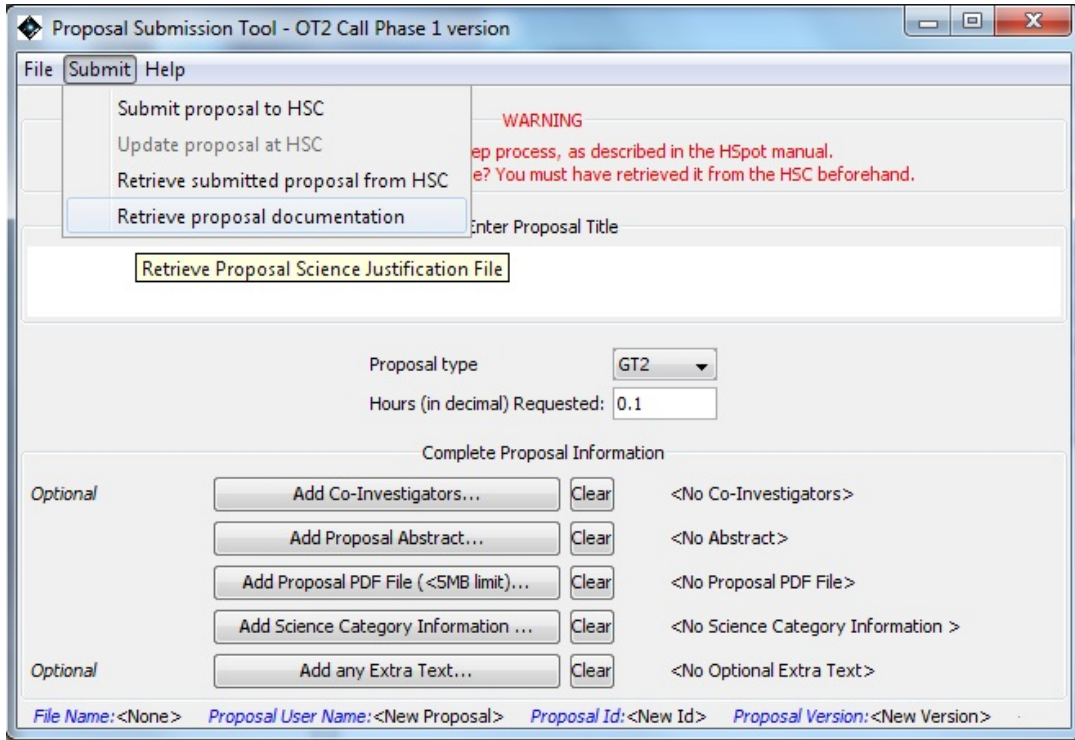 Proposal Submission Tool - OT2 Call Phase 1 version
File Submit Help
Submit proposal to HSC
Update proposal at HSC
Retrieve submitted proposal from HSC
Retrieve proposal documentation
Retrieve Proposal Science Justification File
WARNING
ep process, as described in the HSpot manual.
e? You must have retrieved it from the HSC beforehand.
Enter Proposal Title
Proposal type GT2
Hours (in decimal) Requested: 0.1
Complete Proposal Information
Optional Add Co-Investigators... Clear <No Co-Investigators>
Add Proposal Abstract... Clear <No Abstract>
Add Proposal PDF File (<5MB limit)... Clear <No Proposal PDF File>
Add Science Category Information ... Clear <No Science Category Information >
Optional Add any Extra Text... Clear <No Optional Extra Text>
File Name:<None> Proposal User Name:<New Proposal> Proposal Id:<New Id> Proposal Version:<New Version>